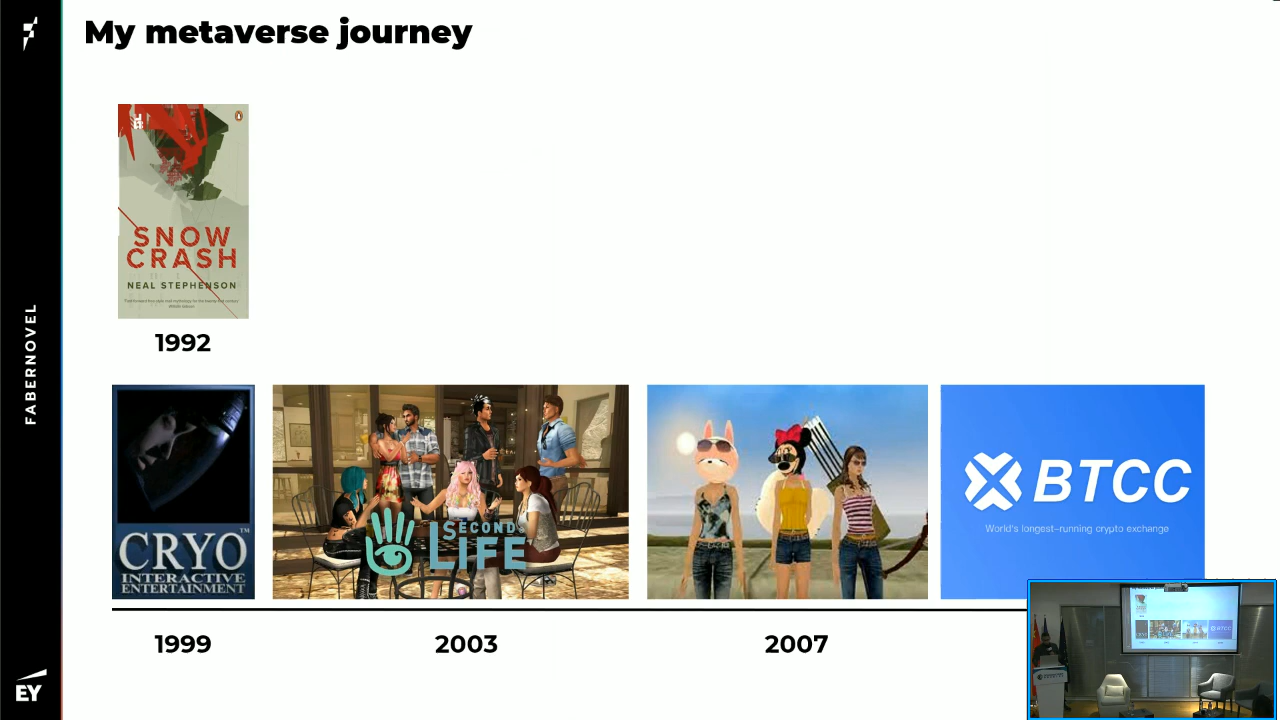 My metaverse journey
SNOW
CRASH
NEAL STEPHENSON
1992
CRYO™
INTERACTIVE
ENTERTAINMENT
SECOND
LIFE
BTCC
World's longest-running crypto exchange
1999
2003
2007
FABERNOVEL
EY